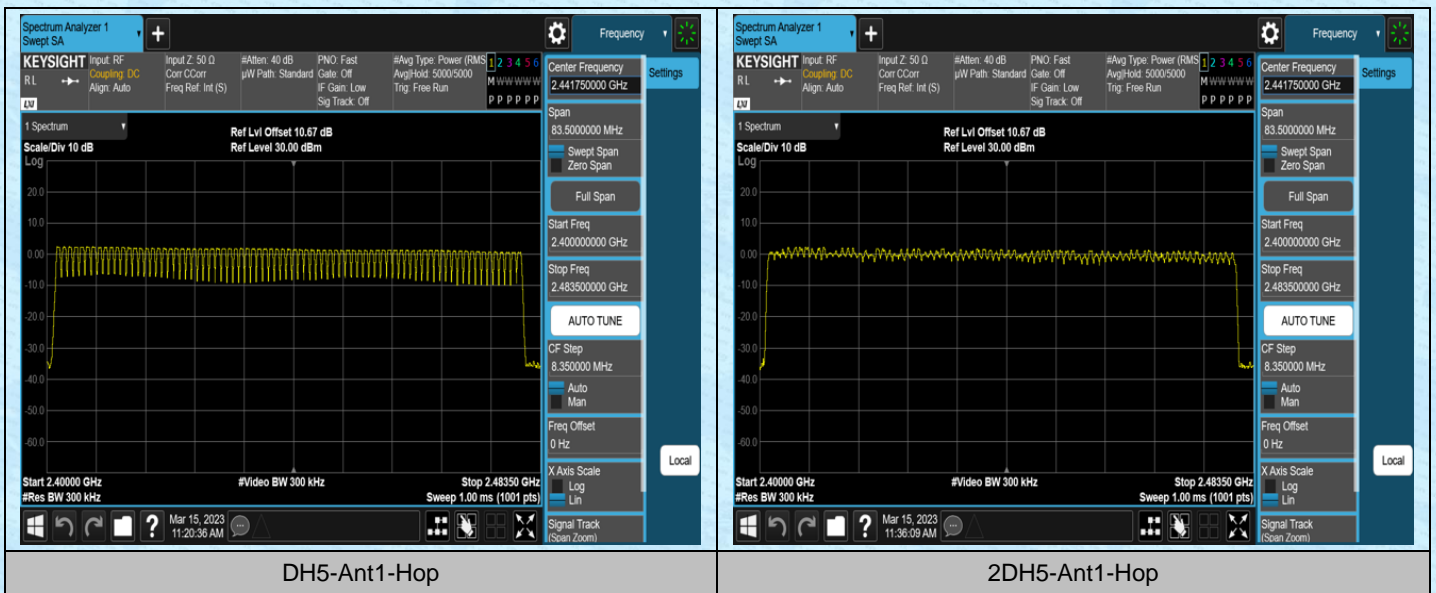 Spectrum Analyzer 1
Swept SA
+
Frequency
KEYSIGHT
RL
LXI
Input: RF
Coupling: DC
Align: Auto
Input Z: 50 Ω
Corr CCorr
Freq Ref: Int (S)
#Atten: 40 dB
µW Path: Standard
PNO: Fast
Gate: Off
IF Gain: Low
Sig Track: Off
#Avg Type: Power (RMS
Avg|Hold: 5000/5000
Trig: Free Run
1 2 3 4 5 6
M W W W W W
P P P P P P
1 Spectrum
Scale/Div 10 dB
Log
Ref Lvl Offset 10.67 dB
Ref Level 30.00 dBm
20.0
10.0
0.00
-10.0
-20.0
-30.0
-40.0
-50.0
-60.0
Start 2.40000 GHz
#Res BW 300 kHz
#Video BW 300 kHz
Stop 2.48350 GHz
Sweep 1.00 ms (1001 pts)
?
Mar 15, 2023
11:20:36 AM
Center Frequency
2.441750000 GHz
Settings
Span
83.5000000 MHz
Swept Span
Zero Span
Full Span
Start Freq
2.400000000 GHz
Stop Freq
2.483500000 GHz
AUTO TUNE
CF Step
8.350000 MHz
Auto
Man
Freq Offset
0 Hz
X Axis Scale
Log
Lin
Signal Track
(Span Zoom)
Local
DH5-Ant1-Hop
Spectrum Analyzer 1
Swept SA
+
Frequency
KEYSIGHT
RL
LXI
Input: RF
Coupling: DC
Align: Auto
Input Z: 50 Ω
Corr CCorr
Freq Ref: Int (S)
#Atten: 40 dB
µW Path: Standard
PNO: Fast
Gate: Off
IF Gain: Low
Sig Track: Off
#Avg Type: Power (RMS
Avg|Hold: 5000/5000
Trig: Free Run
1 2 3 4 5 6
M W W W W W
P P P P P P
1 Spectrum
Scale/Div 10 dB
Log
Ref Lvl Offset 10.67 dB
Ref Level 30.00 dBm
20.0
10.0
0.00
-10.0
-20.0
-30.0
-40.0
-50.0
-60.0
Start 2.40000 GHz
#Res BW 300 kHz
#Video BW 300 kHz
Stop 2.48350 GHz
Sweep 1.00 ms (1001 pts)
?
Mar 15, 2023
11:36:09 AM
Center Frequency
2.441750000 GHz
Settings
Span
83.5000000 MHz
Swept Span
Zero Span
Full Span
Start Freq
2.400000000 GHz
Stop Freq
2.483500000 GHz
AUTO TUNE
CF Step
8.350000 MHz
Auto
Man
Freq Offset
0 Hz
X Axis Scale
Log
Lin
Signal Track
(Span Zoom)
Local
2DH5-Ant1-Hop